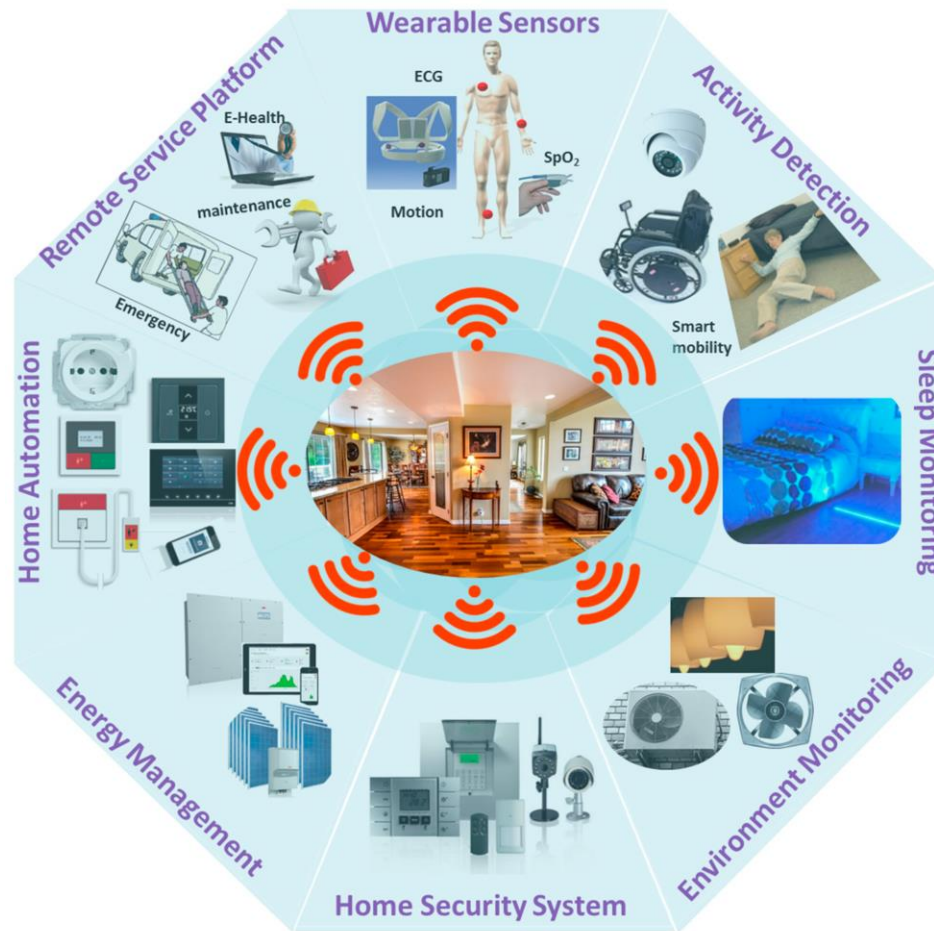 Wearable Sensors
ECG
SpO₂
Motion
Activity Detection
Smart
mobility
Sleep Monitoring
Environment Monitoring
Home Security System
Energy Management
Home Automation
Remote Service Platform
E-Health
maintenance
Emergency